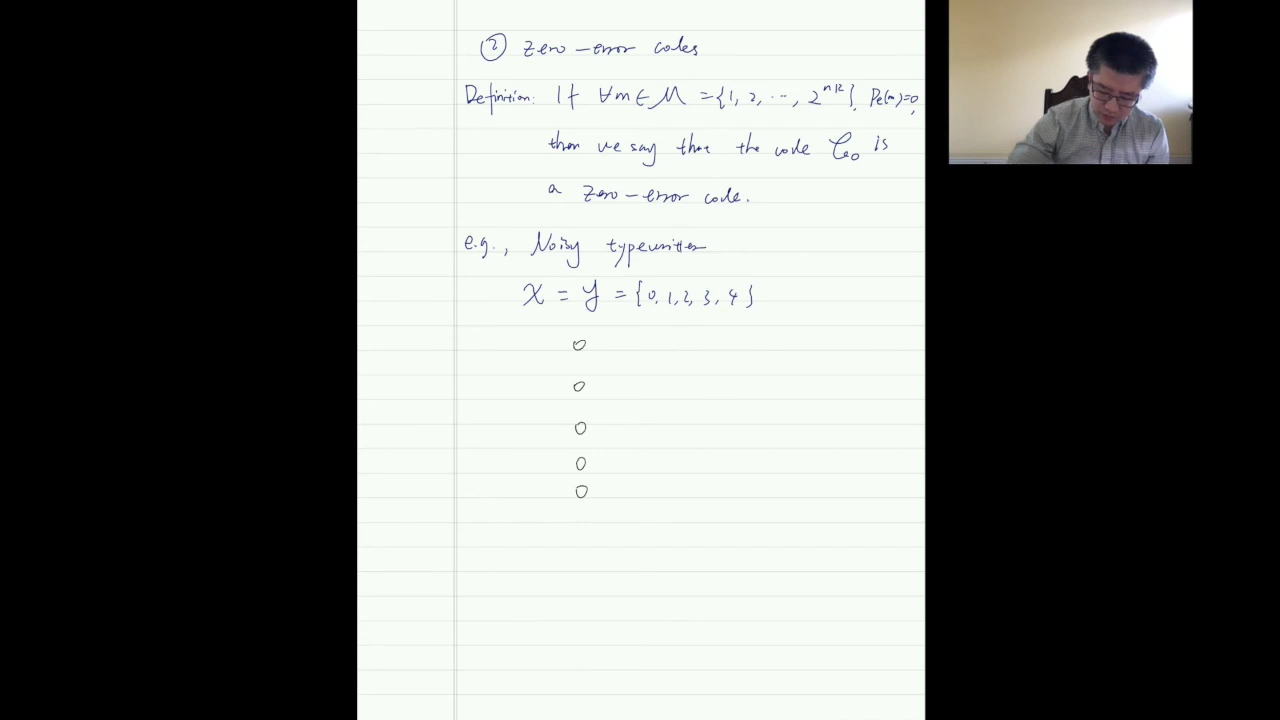 ② Zero-error codes
Definition: If ∀m∈M = {1, 2, ..., 2^{nR}}, Pe(m)=0,
then we say that the code C₀ is
a zero-error code.
e.g., Noisy typewriter
X = Y = {0, 1, 2, 3, 4}
0
0
0
0
0